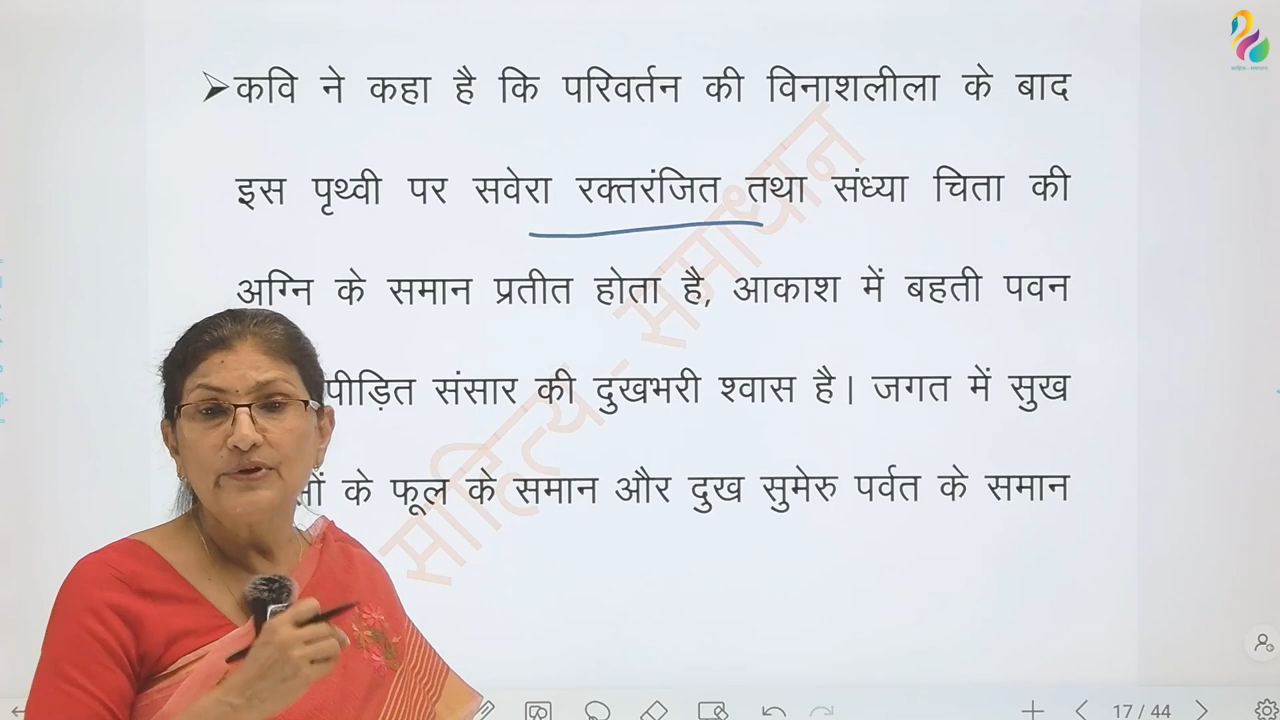 ➢कवि ने कहा है कि परिवर्तन की विनाशलीला के बाद
इस पृथ्वी पर सवेरा रक्तरंजित तथा संध्या चिता की
अग्नि के समान प्रतीत होता है, आकाश में बहती पवन
पीड़ित संसार की दुखभरी श्वास है। जगत में सुख
के फूल के समान और दुख सुमेरु पर्वत के समान
साहित्य - समाधान
17 / 44